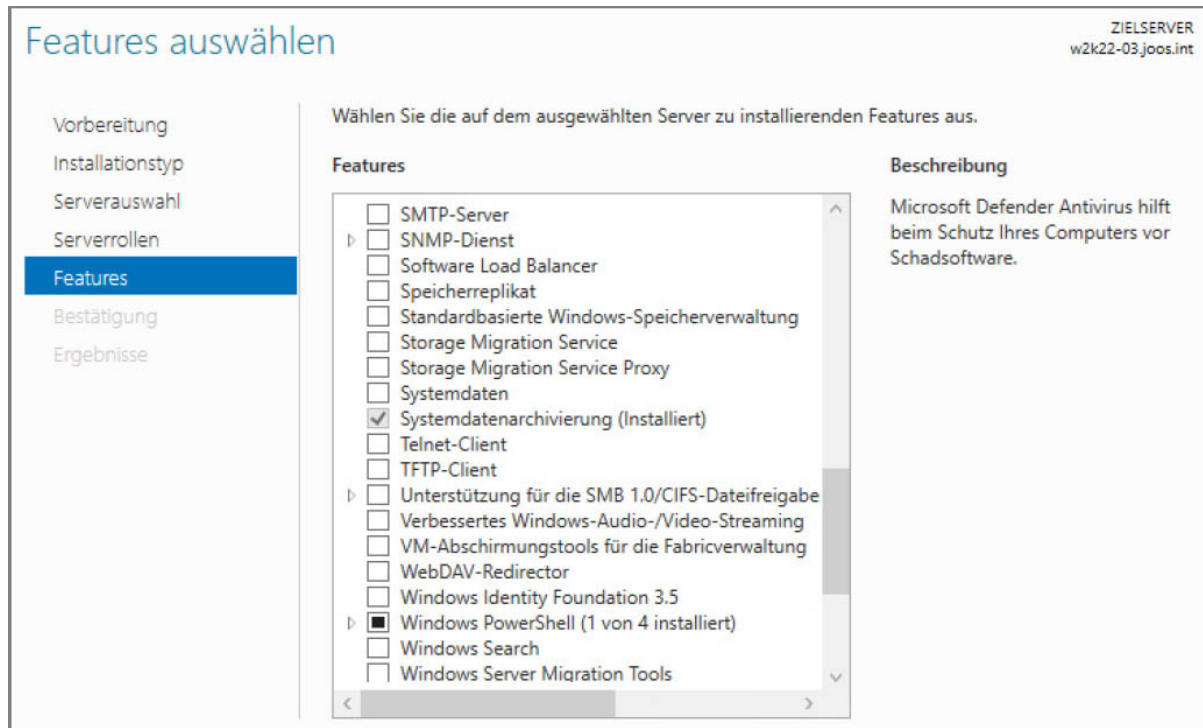 Features auswählen
ZIELSERVER
w2k22-03.joos.int
Vorbereitung
Installationstyp
Serverauswahl
Serverrollen
Features
Bestätigung
Ergebnisse
Wählen Sie die auf dem ausgewählten Server zu installierenden Features aus.
Features
SMTP-Server
SNMP-Dienst
Software Load Balancer
Speicherreplikat
Standardbasierte Windows-Speicherverwaltung
Storage Migration Service
Storage Migration Service Proxy
Systemdaten
Systemdatenarchivierung (Installiert)
Telnet-Client
TFTP-Client
Unterstützung für die SMB 1.0/CIFS-Dateifreigabe
Verbessertes Windows-Audio-/Video-Streaming
VM-Abschirmungstools für die Fabricverwaltung
WebDAV-Redirector
Windows Identity Foundation 3.5
Windows PowerShell (1 von 4 installiert)
Windows Search
Windows Server Migration Tools
Beschreibung
Microsoft Defender Antivirus hilft
beim Schutz Ihres Computers vor
Schadsoftware.